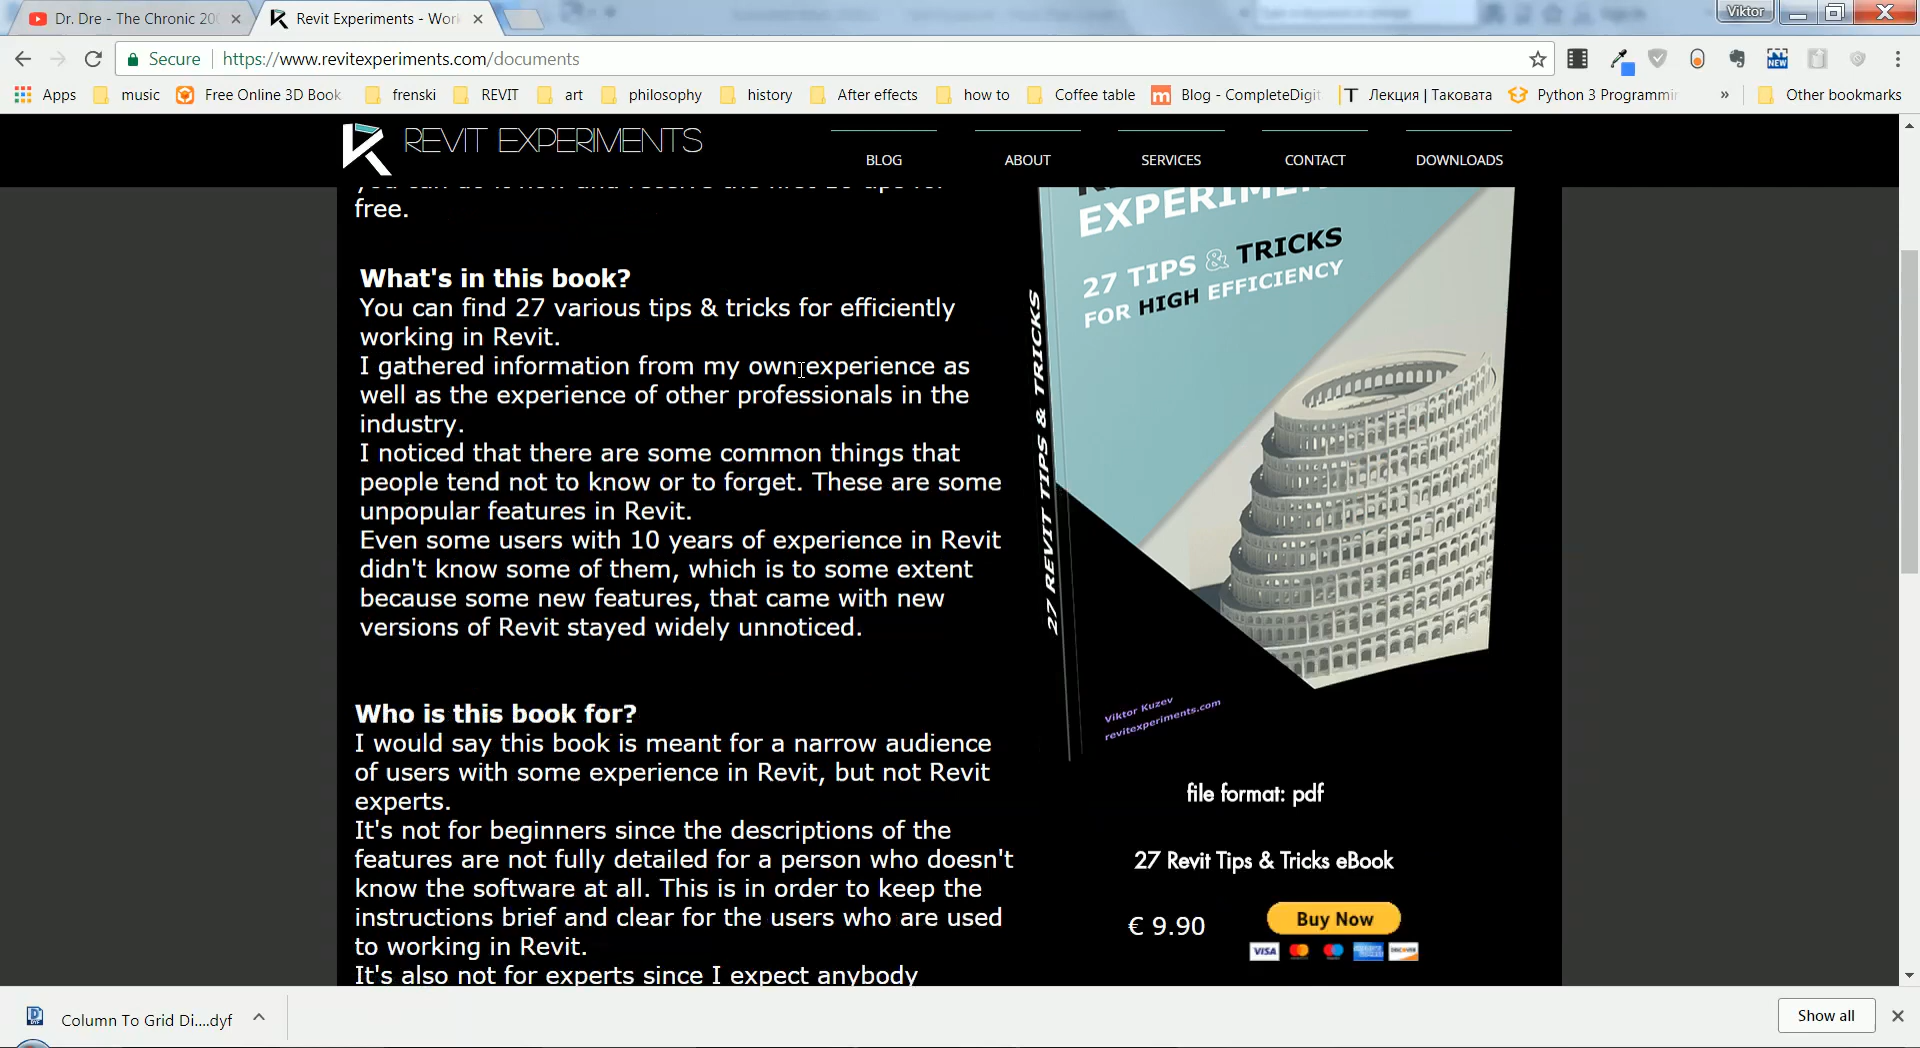 Dr. Dre - The Chronic 200
Revit Experiments - Wor
Viktor
Secure
https://www.revitexperiments.com/documents
NEW
Apps
music
Free Online 3D Book
frenski
REVIT
art
philosophy
history
After effects
how to
Coffee table
Blog - CompleteDigit
Лекция | Таковата
Python 3 Programmin
»
Other bookmarks
REVIT EXPERIMENTS
BLOG
ABOUT
SERVICES
CONTACT
DOWNLOADS
free.
What's in this book?
You can find 27 various tips & tricks for efficiently
working in Revit.
I gathered information from my own experience as
well as the experience of other professionals in the
industry.
I noticed that there are some common things that
people tend not to know or to forget. These are some
unpopular features in Revit.
Even some users with 10 years of experience in Revit
didn't know some of them, which is to some extent
because some new features, that came with new
versions of Revit stayed widely unnoticed.
Who is this book for?
I would say this book is meant for a narrow audience
of users with some experience in Revit, but not Revit
experts.
It's not for beginners since the descriptions of the
features are not fully detailed for a person who doesn't
know the software at all. This is in order to keep the
instructions brief and clear for the users who are used
to working in Revit.
It's also not for experts since I expect anybody
EXPERIMENT
27 TIPS & TRICKS
FOR HIGH EFFICIENCY
27 REVIT TIPS & TRICKS
Viktor Kuzev
revitexperiments.com
file format: pdf
27 Revit Tips & Tricks eBook
€ 9.90
Buy Now
VISA
DISCOVER
Column To Grid Di....dyf
Show all